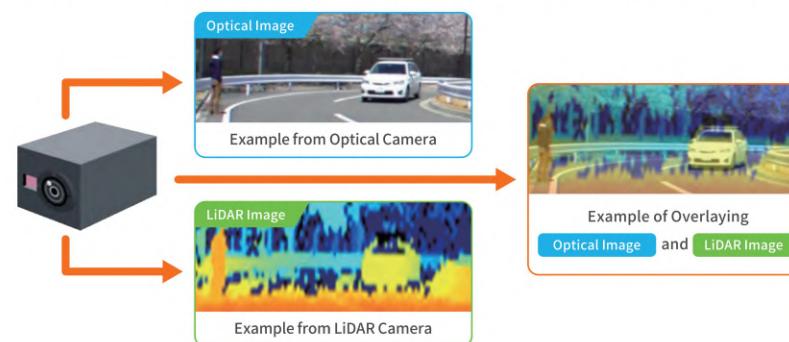 Optical Image
Example from Optical Camera
LiDAR Image
Example from LiDAR Camera
Example of Overlaying
Optical Image and LiDAR Image